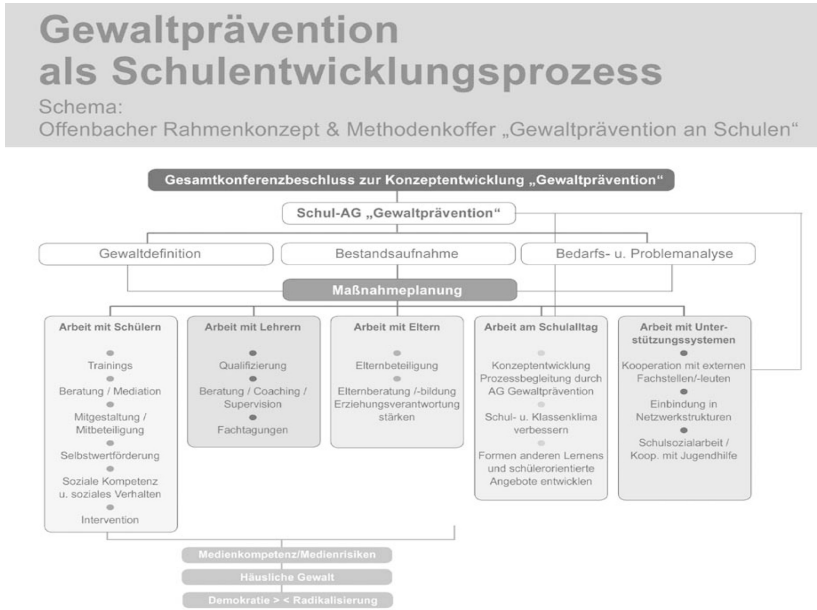 Gewaltprävention
als Schulentwicklungsprozess
Schema:
Offenbacher Rahmenkonzept & Methodenkoffer „Gewaltprävention an Schulen“
Gesamtkonferenzbeschluss zur Konzeptentwicklung „Gewaltprävention“
Schul-AG „Gewaltprävention“
Gewaltdefinition
Bestandsaufnahme
Bedarfs- u. Problemanalyse
Maßnahmeplanung
Arbeit mit Schülern
Trainings
Beratung / Mediation
Mitgestaltung /
Mitbeteiligung
Selbstwertförderung
Soziale Kompetenz
u. soziales Verhalten
Intervention
Arbeit mit Lehrern
Qualifizierung
Beratung / Coaching /
Supervision
Fachtagungen
Arbeit mit Eltern
Elternbeteiligung
Elternberatung /-bildung
Erziehungsverantwortung
stärken
Arbeit am Schulalltag
Konzeptentwicklung
Prozessbegleitung durch
AG Gewaltprävention
Schul- u. Klassenklima
verbessern
Formen anderen Lernens
und schülerorientierte
Angebote entwicklen
Arbeit mit Unter-
stützungssystemen
Kooperation mit externen
Fachstellen/-leuten
Einbindung in
Netzwerkstrukturen
Schulsozialarbeit /
Koop. mit Jugendhilfe
Medienkompetenz/Medienrisiken
Häusliche Gewalt
Demokratie > < Radikalisierung